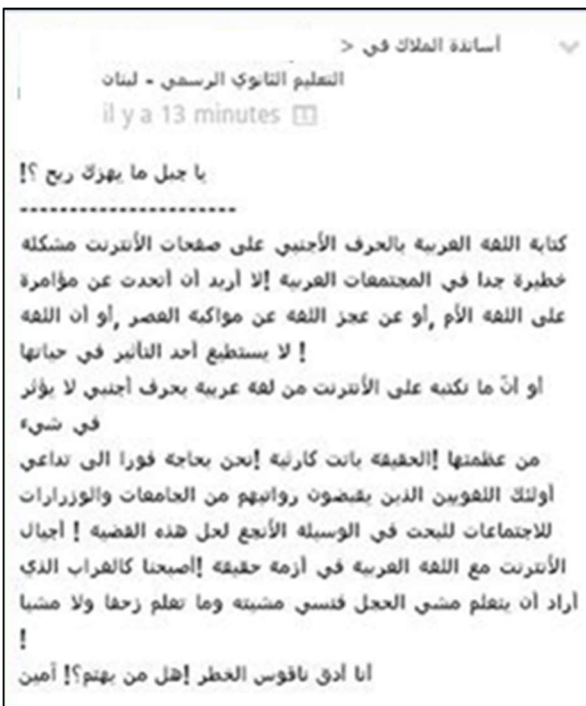 أساتذة الملاك في >
التعليم الثانوي الرسمي - لبنان
il y a 13 minutes
يا جبل ما يهزك ريح ؟!
----------------------
كتابة اللغة العربية بالحرف الأجنبي على صفحات الأنترنت مشكلة
خطيرة جدا في المجتمعات العربية !لا أريد أن أتحدث عن مؤامرة
على اللغة الأم ,أو عن عجز اللغة عن مواكبة العصر ,أو أن اللغة
لا يستطيع أحد التأثير في حياتها !
أو أنّ ما نكتبه على الأنترنت من لغة عربية بحرف أجنبي لا يؤثر
في شيء
من عظمتها !الحقيقة باتت كارثية !نحن بحاجة فورا الى تداعي
أولئك اللغويين الذين يقبضون رواتبهم من الجامعات والوزرارات
للاجتماعات للبحث في الوسيلة الأنجع لحل هذه القضية ! أجيال
الأنترنت مع اللغة العربية في أزمة حقيقة !أصبحنا كالغراب الذي
أراد أن يتعلم مشي الحجل فنسي مشيته وما تعلم زحفا ولا مشيا
!
أنا أدق ناقوس الخطر !هل من يهتم؟! آمين